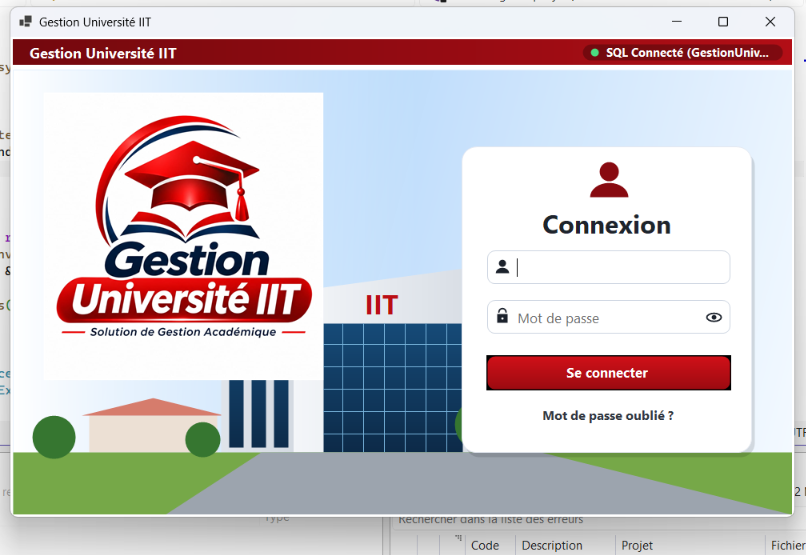 Gestion Université IIT
Gestion Université IIT
SQL Connecté (GestionUniv...
Gestion
Université IIT
Solution de Gestion Académique
IIT
Connexion
Mot de passe
Se connecter
Mot de passe oublié ?
Type
Rechercher dans la liste des erreurs
Code Description Projet Fichier